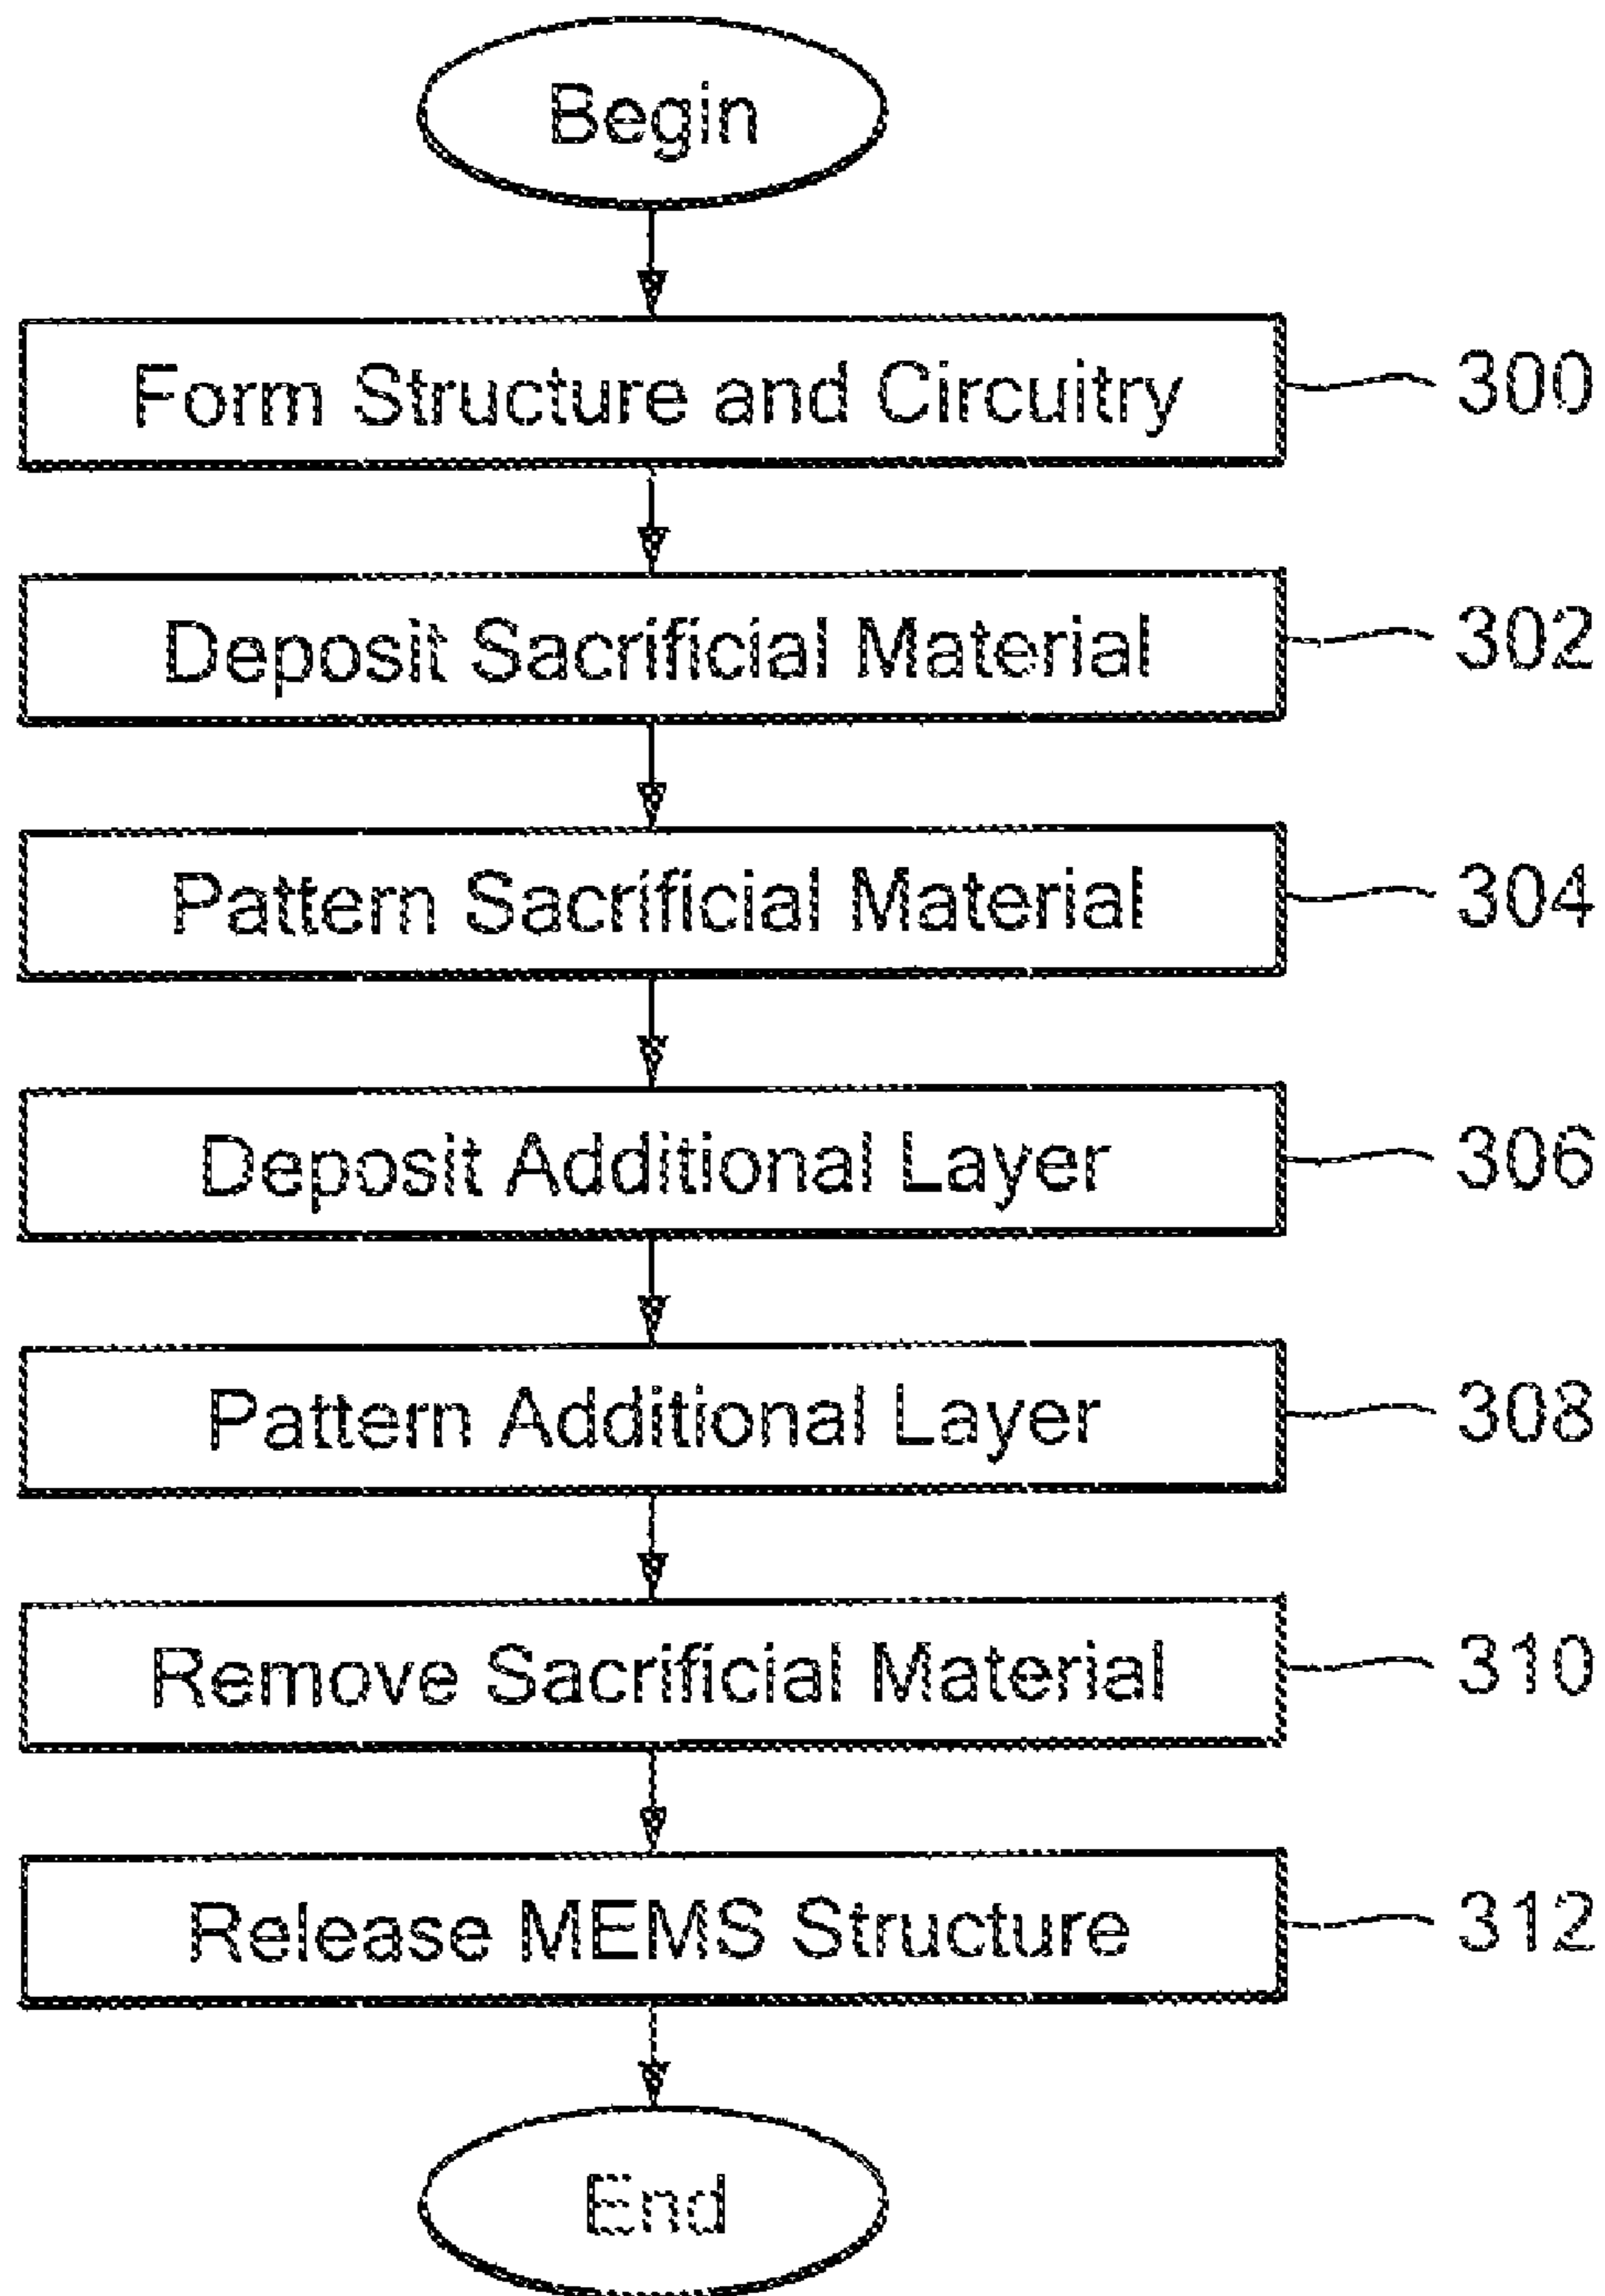 Begin
Form Structure and Circuitry 300
Deposit Sacrificial Material 302
Pattern Sacrificial Material 304
Deposit Additional Layer 306
Pattern Additional Layer 308
Remove Sacrificial Material 310
Release MEMS Structure 312
End